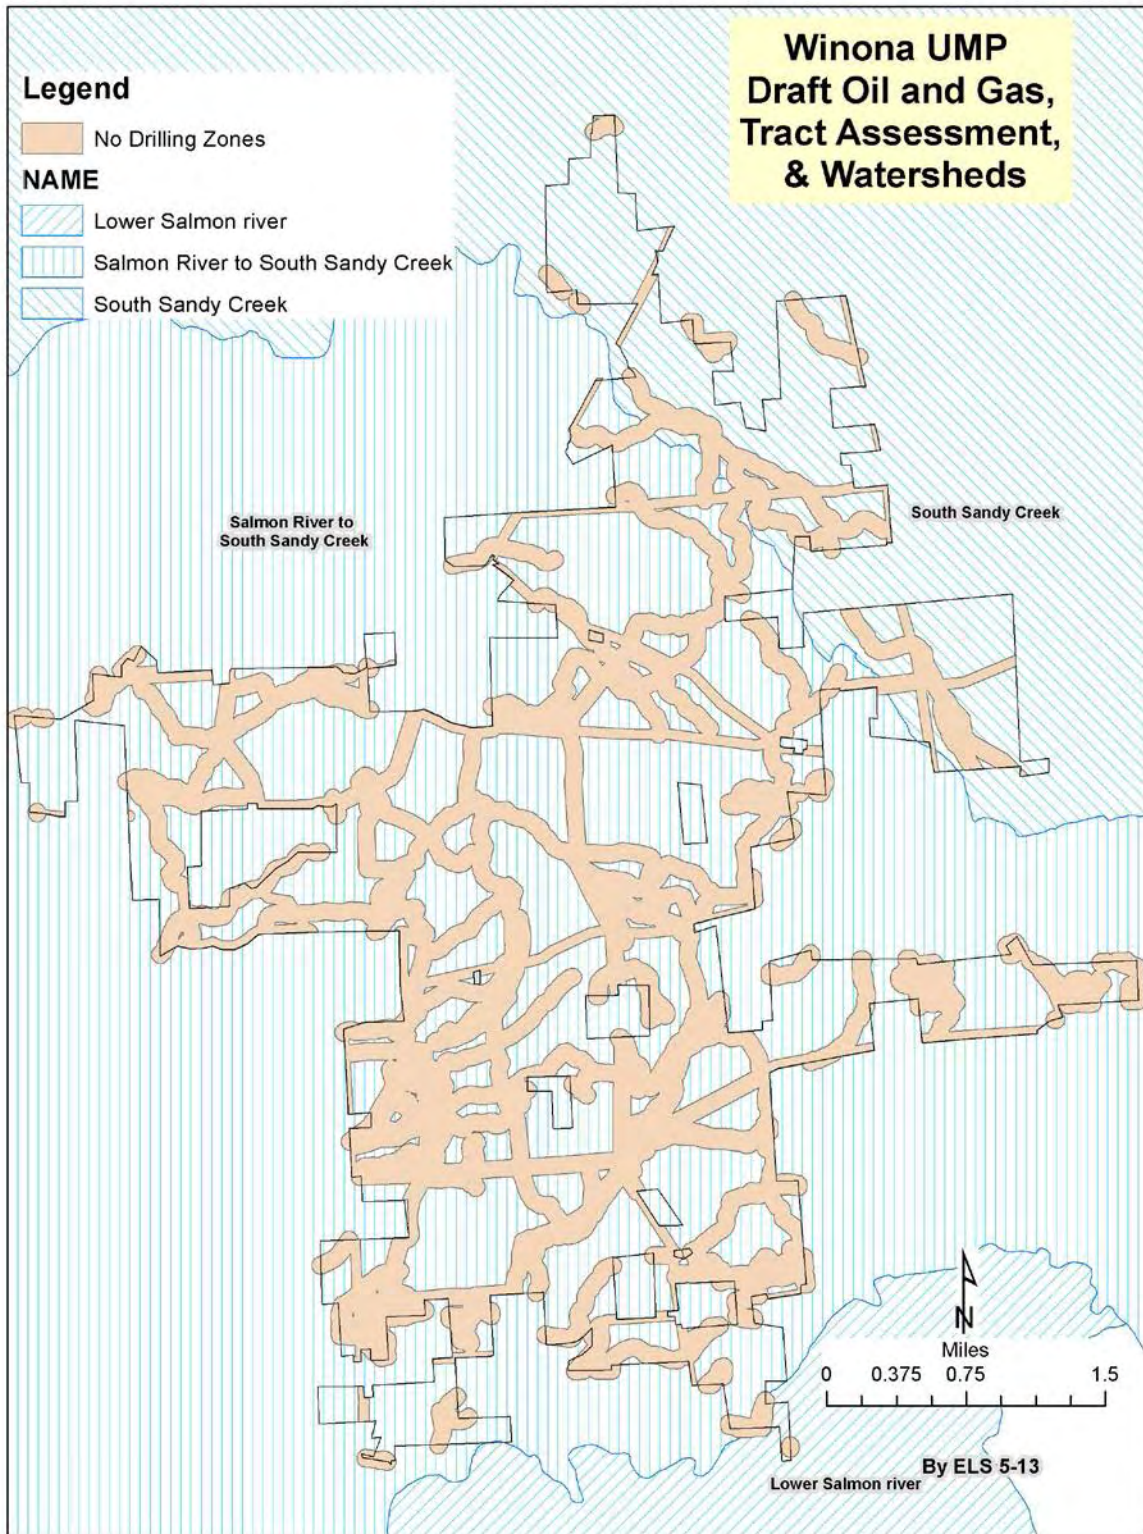 Winona UMP
Draft Oil and Gas,
Tract Assessment,
& Watersheds
Legend
No Drilling Zones
NAME
Lower Salmon river
Salmon River to South Sandy Creek
South Sandy Creek
Salmon River to
South Sandy Creek
South Sandy Creek
N
Miles
0 0.375 0.75 1.5
By ELS 5-13
Lower Salmon river